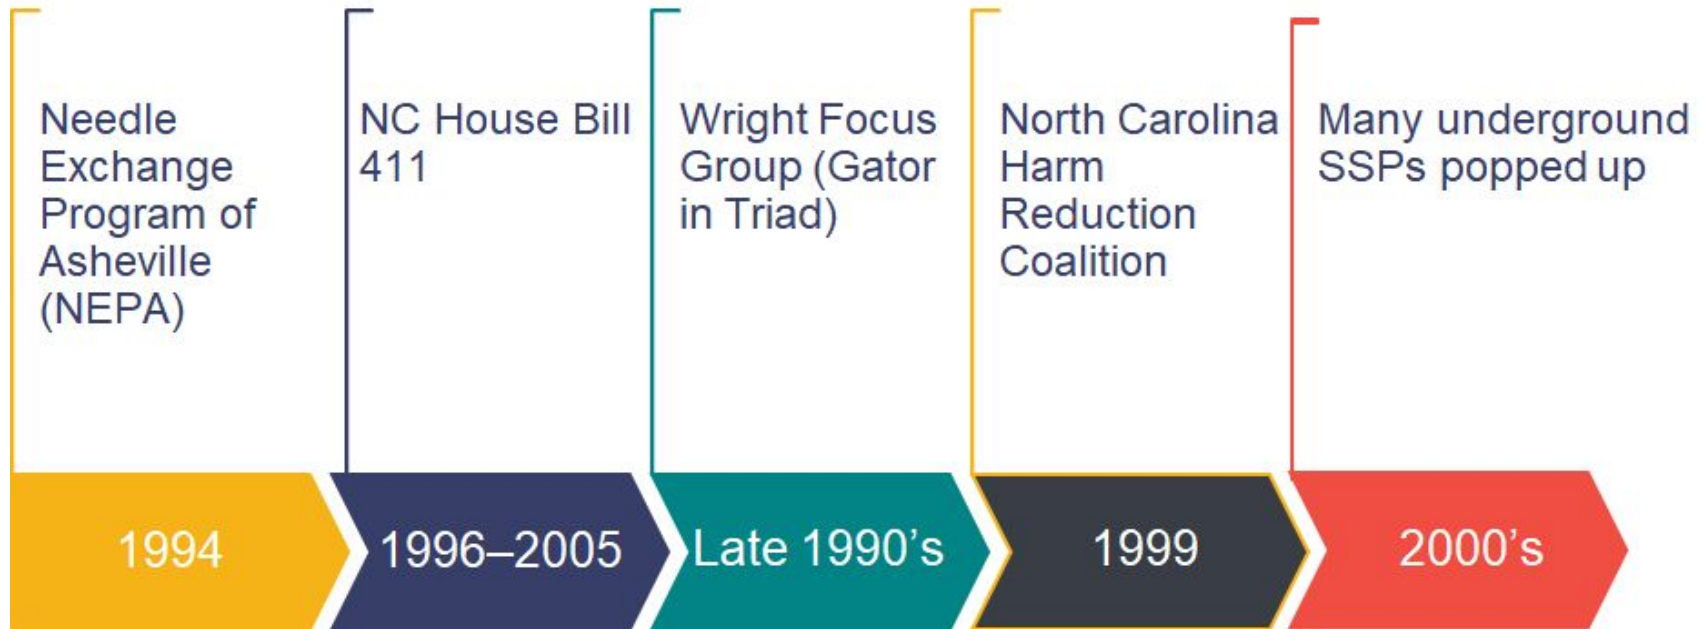 Needle
Exchange
Program of
Asheville
(NEPA)
NC House Bill
411
Wright Focus
Group (Gator
in Triad)
North Carolina
Harm
Reduction
Coalition
Many underground
SSPs popped up
1994
1996–2005
Late 1990’s
1999
2000’s